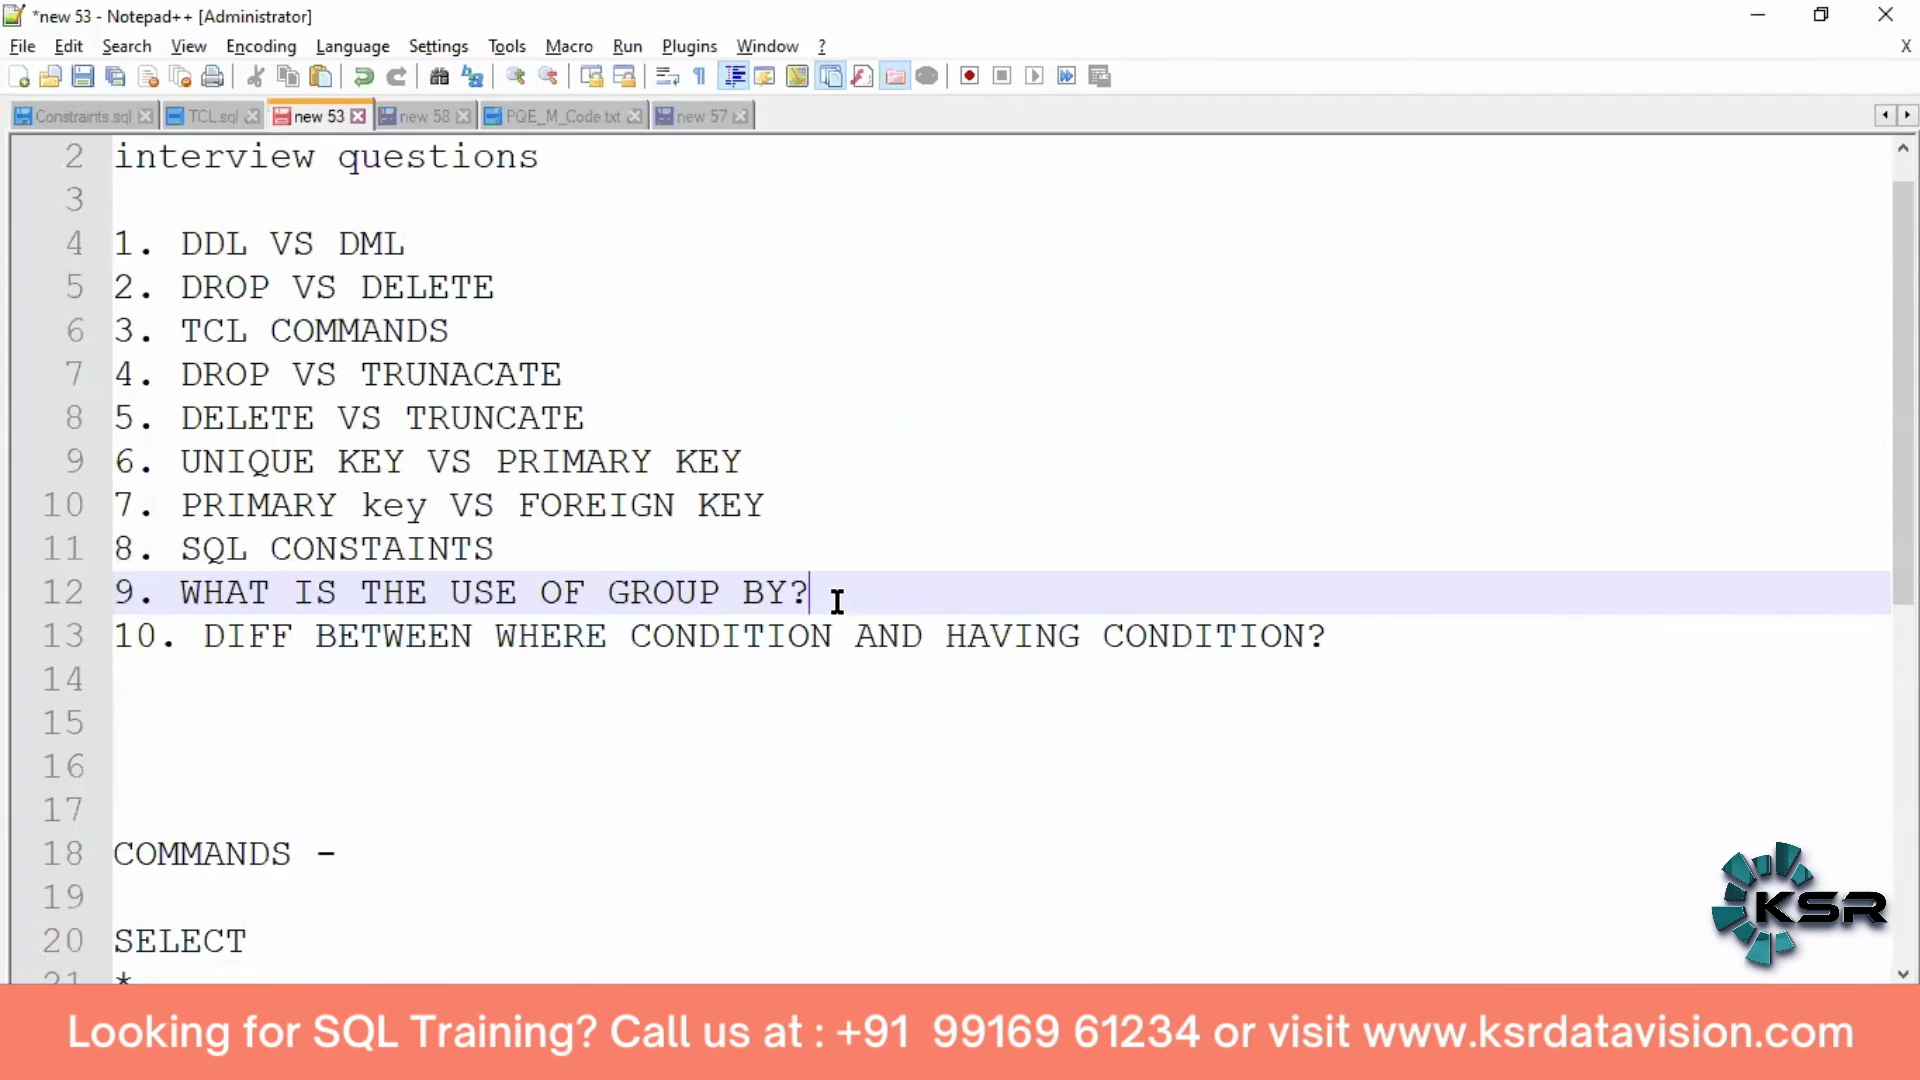 *new 53 - Notepad++ [Administrator]
File Edit Search View Encoding Language Settings Tools Macro Run Plugins Window ? X
Constraints.sql TCL.sql new 53 new 58 PQE_M_Code.txt new 57
2 interview questions
3
4 1. DDL VS DML
5 2. DROP VS DELETE
6 3. TCL COMMANDS
7 4. DROP VS TRUNACATE
8 5. DELETE VS TRUNCATE
9 6. UNIQUE KEY VS PRIMARY KEY
10 7. PRIMARY key VS FOREIGN KEY
11 8. SQL CONSTAINTS
12 9. WHAT IS THE USE OF GROUP BY?
13 10. DIFF BETWEEN WHERE CONDITION AND HAVING CONDITION?
14
15
16
17
18 COMMANDS -
19
20 SELECT
21 *
KSR
Looking for SQL Training? Call us at : +91 99169 61234 or visit www.ksrdatavision.com